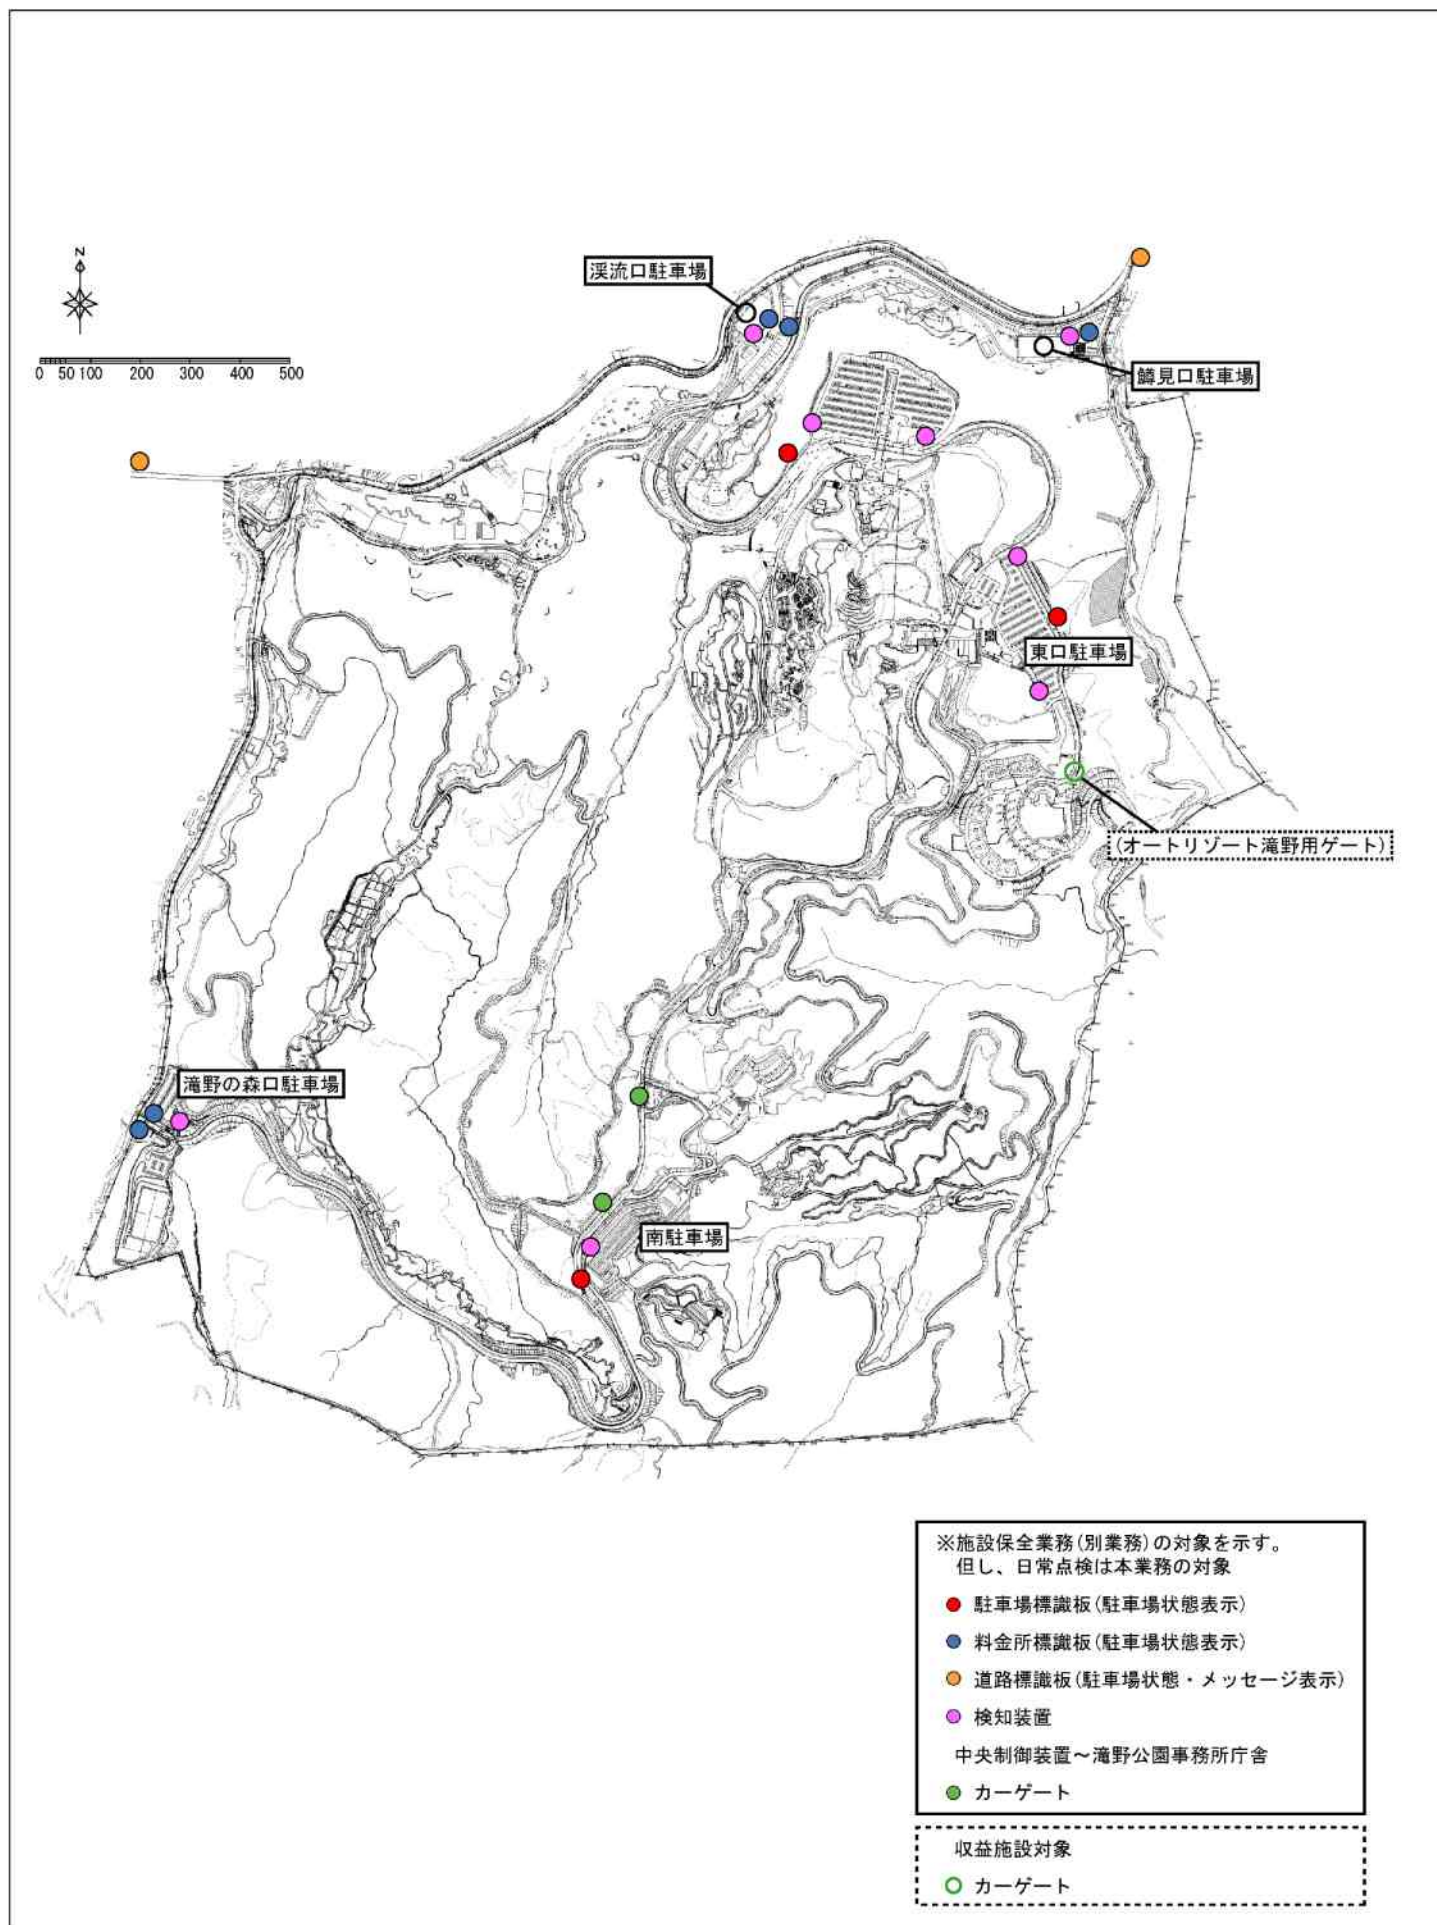 渓流口駐車場
N
0 50 100 200 300 400 500
鱒見口駐車場
東口駐車場
(オートリゾート滝野用ゲート)
滝野の森口駐車場
南駐車場
※施設保全業務(別業務)の対象を示す。
但し、日常点検は本業務の対象
駐車場標識板(駐車場状態表示)
料金所標識板(駐車場状態表示)
道路標識板(駐車場状態・メッセージ表示)
検知装置
中央制御装置～滝野公園事務所庁舎
カーゲート
収益施設対象
カーゲート